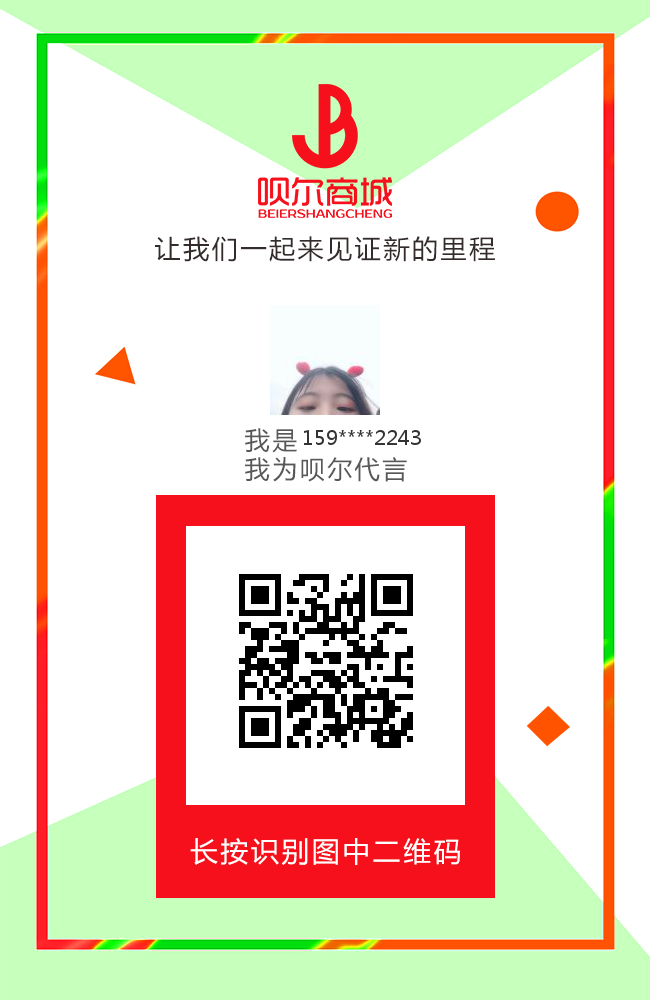 呗尔商城
BEIERSHANGCHENG
让我们一起来见证新的里程
我是 159****2243
我为呗尔代言
长按识别图中二维码